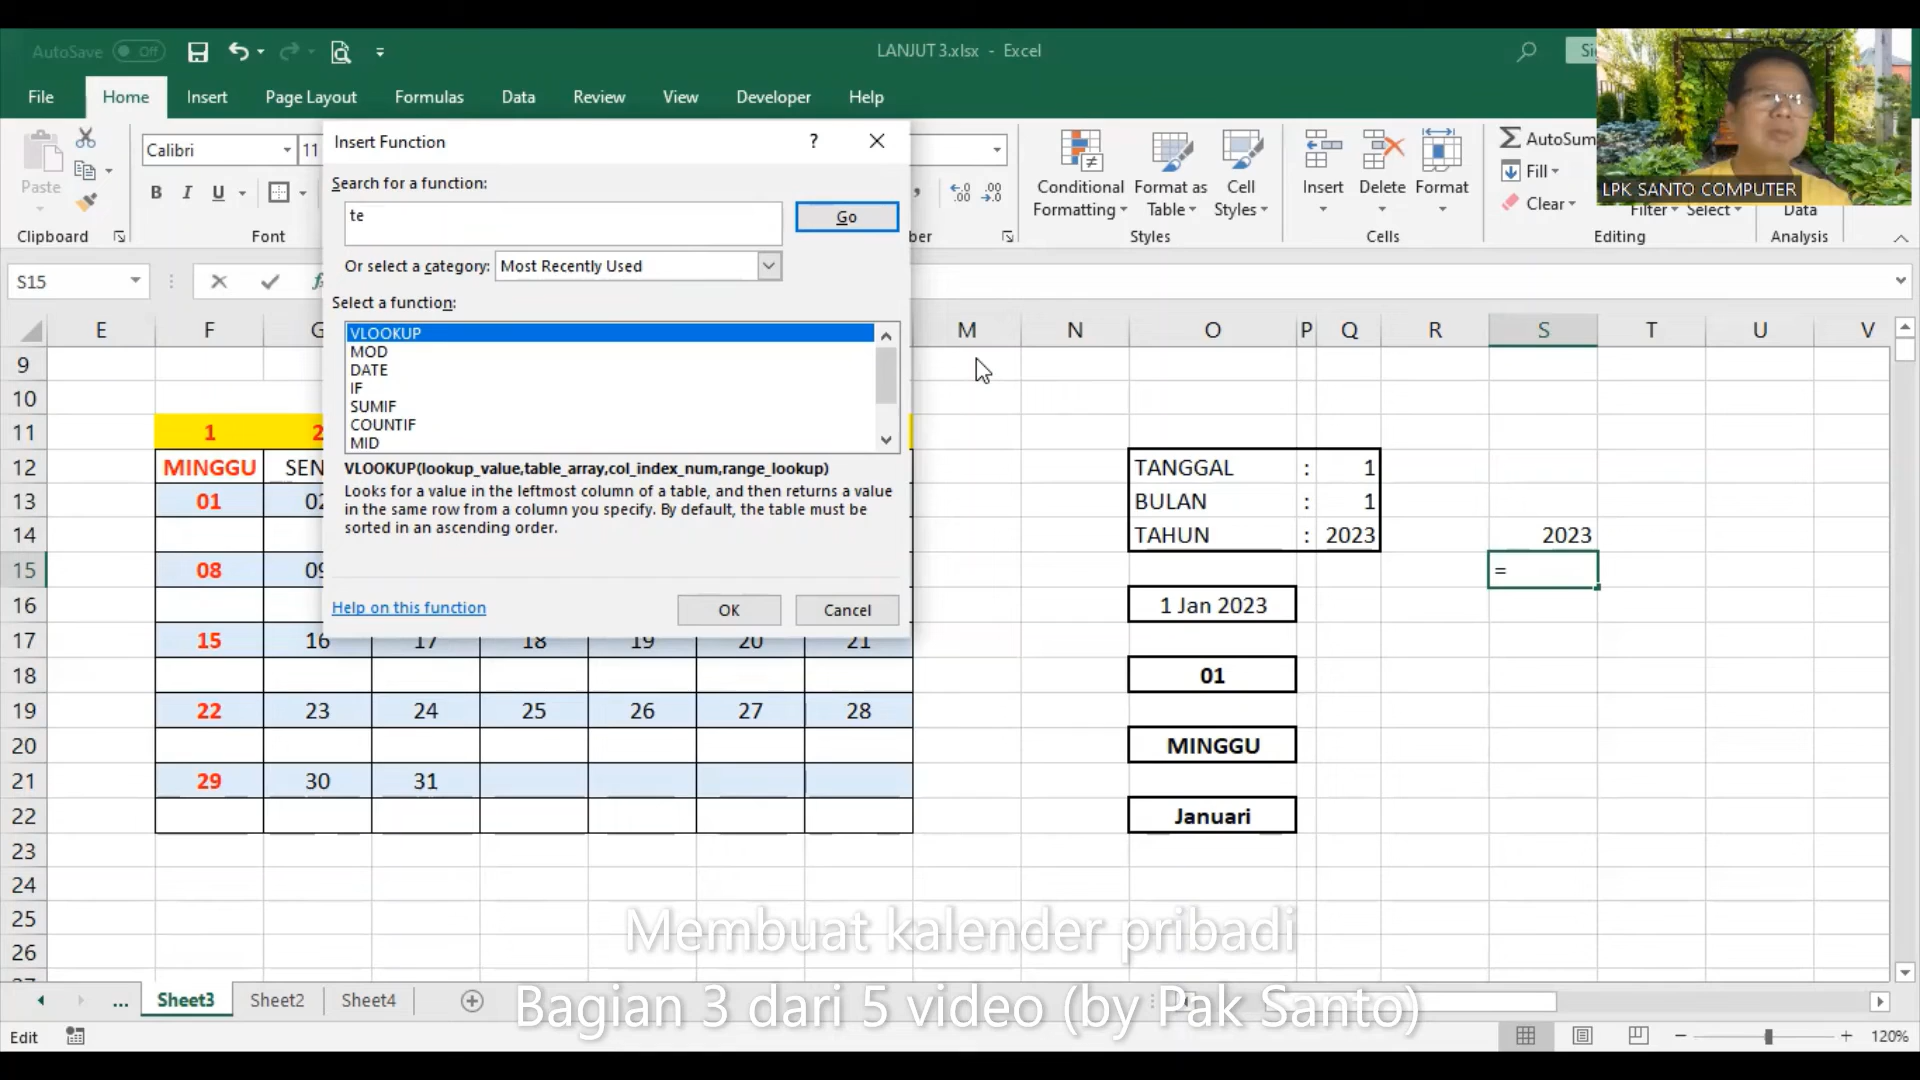 AutoSave Off
LANJUT 3.xlsx - Excel
File Home Insert Page Layout Formulas Data Review View Developer Help
Paste
Clipboard
Calibri 11
B I U
Font
Conditional Formatting
Format as Table
Cell Styles
Styles
Insert Delete Format
Cells
AutoSum
Fill
Clear
Filter Select
Editing
Data
Analysis
LPK SANTO COMPUTER
Insert Function
?
Search for a function:
te
Go
Or select a category: Most Recently Used
Select a function:
VLOOKUP
MOD
DATE
IF
SUMIF
COUNTIF
MID
VLOOKUP(lookup_value,table_array,col_index_num,range_lookup)
Looks for a value in the leftmost column of a table, and then returns a value
in the same row from a column you specify. By default, the table must be
sorted in an ascending order.
Help on this function
OK Cancel
S15
E F G M N O P Q R S T U V
9
10
11 1 2
12 MINGGU SEN TANGGAL : 1
13 01 02 BULAN : 1
14 TAHUN : 2023 2023
15 08 09 =
16 1 Jan 2023
17 15 16 17 18 19 20 21
18 01
19 22 23 24 25 26 27 28
20 MINGGU
21 29 30 31
22 Januari
23
24
25
26
Membuat kalender pribadi
Bagian 3 dari 5 video (by Pak Santo)
... Sheet3 Sheet2 Sheet4
Edit
120%